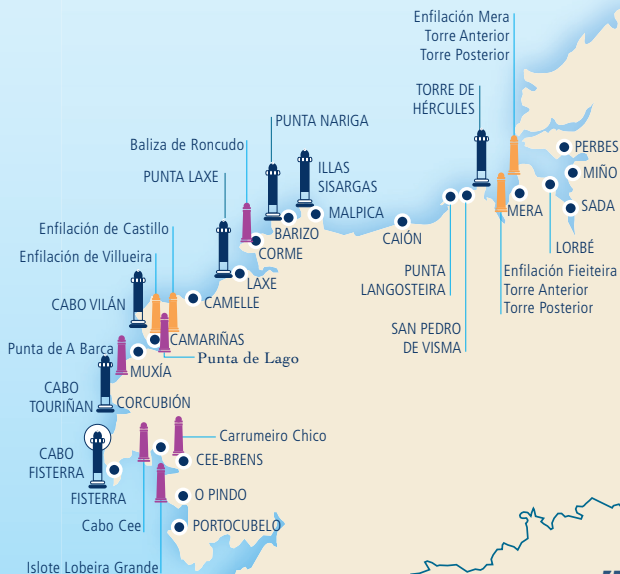 Enfilación Mera
Torre Anterior
Torre Posterior
TORRE DE
HÉRCULES
PUNTA NARIGA
Baliza de Roncudo
PERBES
ILLAS
SISARGAS
PUNTA LAXE
MIÑO
SADA
MERA
MALPICA
Enfilación de Castillo
BARIZO
CAIÓN
LORBÉ
CORME
Enfilación de Villueira
PUNTA
LANGOSTEIRA
Enfilación Fieiteira
Torre Anterior
Torre Posterior
LAXE
CABO VILÁN
CAMELLE
SAN PEDRO
DE VISMA
CAMARIÑAS
Punta de A Barca
Punta de Lago
MUXÍA
CABO
TOURIÑAN
CORCUBIÓN
Carrumeiro Chico
CABO
FISTERRA
CEE-BRENS
FISTERRA
O PINDO
Cabo Cee
PORTOCUBELO
Islote Lobeira Grande